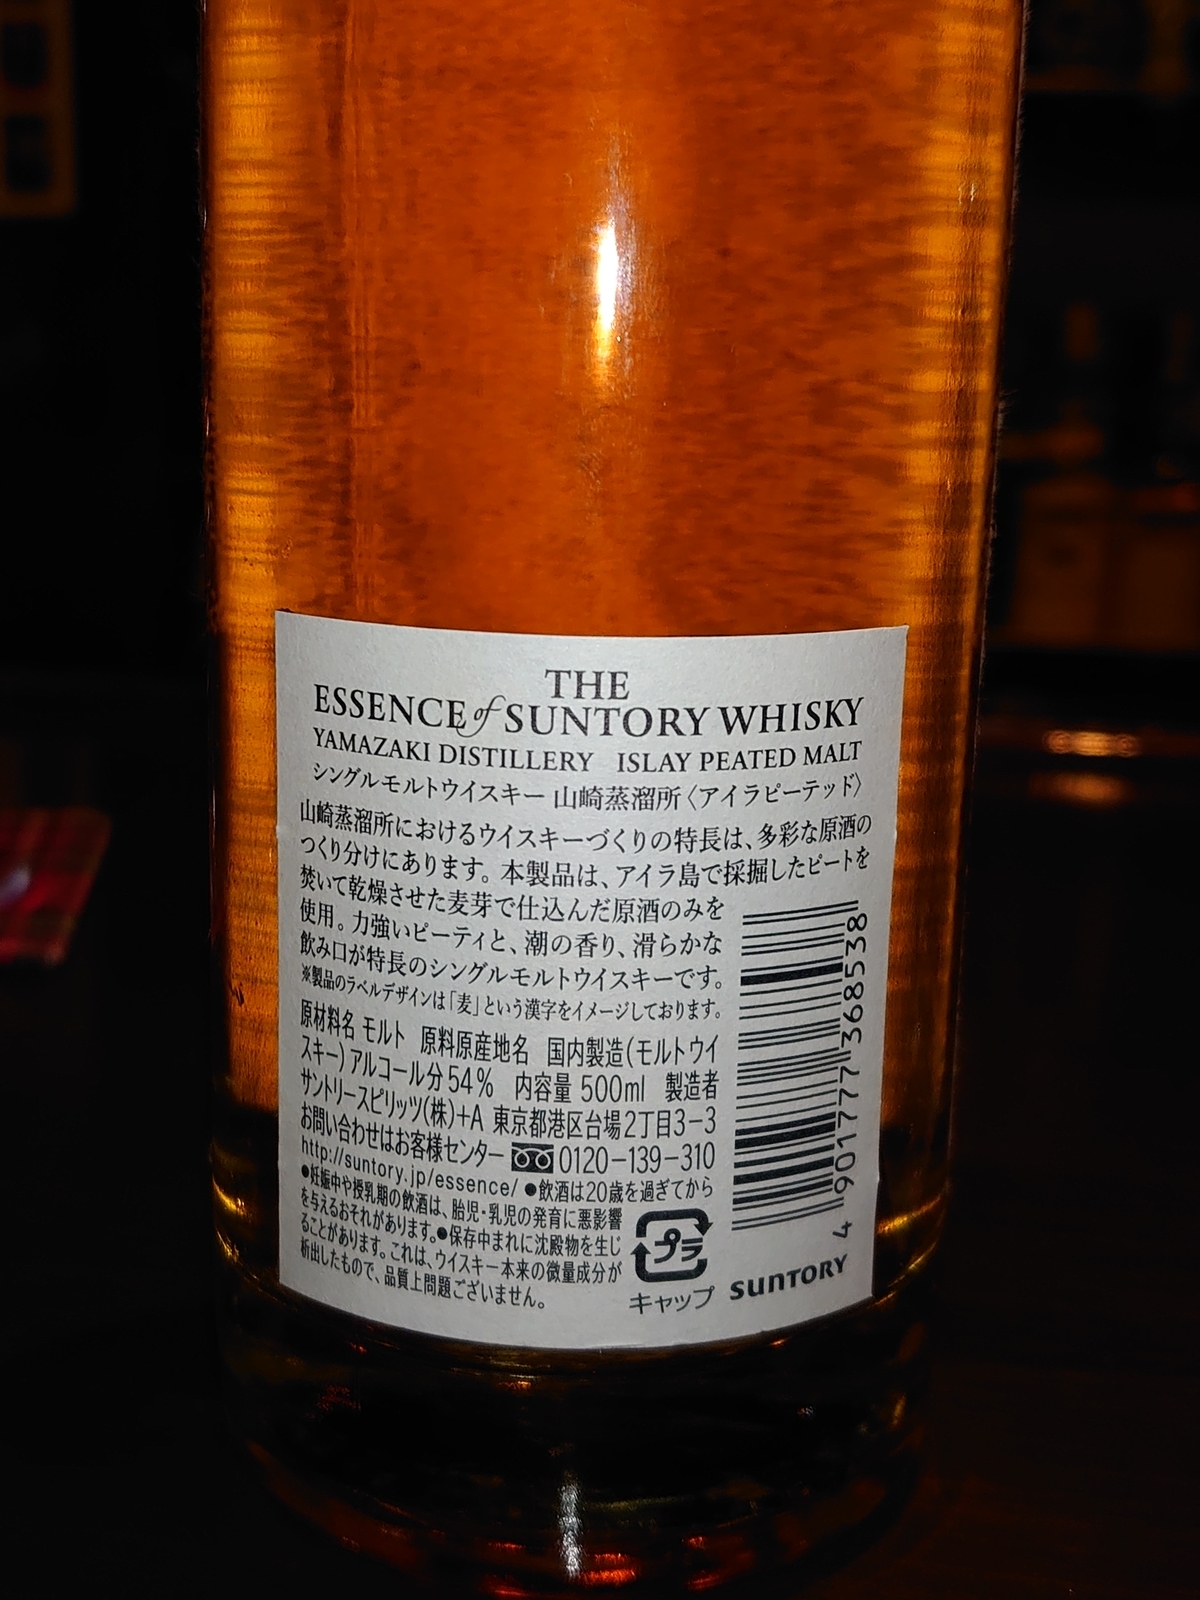 THE
ESSENCE of SUNTORY WHISKY
YAMAZAKI DISTILLERY ISLAY PEATED MALT
シングルモルトウイスキー 山崎蒸溜所〈アイラピーテッド〉
山崎蒸溜所におけるウイスキーづくりの特長は、多彩な原酒の
つくり分けにあります。本製品は、アイラ島で採掘したピートを
焚いて乾燥させた麦芽で仕込んだ原酒のみを
使用。力強いピーティと、潮の香り、滑らかな
飲み口が特長のシングルモルトウイスキーです。
※製品のラベルデザインは「麦」という漢字をイメージしております。
原材料名 モルト 原料原産地名 国内製造(モルトウイ
スキー) アルコール分54% 内容量 500ml 製造者
サントリースピリッツ(株)+A 東京都港区台場2丁目3-3
お問い合わせはお客様センター 0120-139-310
http://suntory.jp/essence/ ●飲酒は20歳を過ぎてから
●妊娠中や授乳期の飲酒は、胎児・乳児の発育に悪影響
を与えるおそれがあります。●保存中まれに沈殿物を生じ
ることがあります。これは、ウイスキー本来の微量成分が
析出したもので、品質上問題ございません。
プラ
キャップ
SUNTORY
4 901777 368538